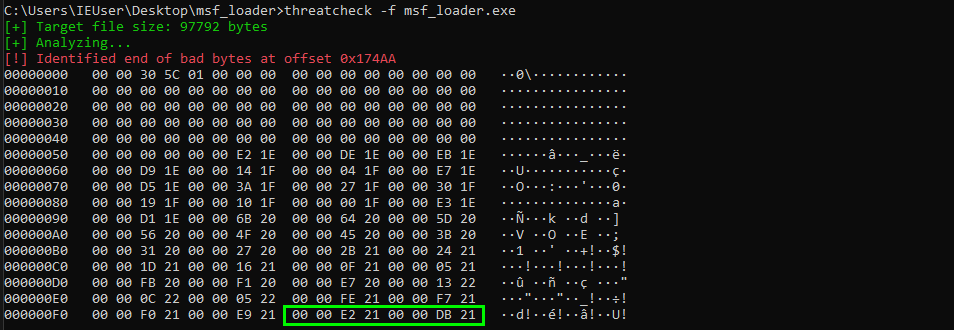 C:\Users\IEUser\Desktop\msf_loader>threatcheck -f msf_loader.exe
[+] Target file size: 97792 bytes
[+] Analyzing...
[!] Identified end of bad bytes at offset 0x174AA
00000000   00 00 30 5C 01 00 00 00  00 00 00 00 00 00 00 00   ··0\············
00000010   00 00 00 00 00 00 00 00  00 00 00 00 00 00 00 00   ················
00000020   00 00 00 00 00 00 00 00  00 00 00 00 00 00 00 00   ················
00000030   00 00 00 00 00 00 00 00  00 00 00 00 00 00 00 00   ················
00000040   00 00 00 00 00 00 00 00  00 00 00 00 00 00 00 00   ················
00000050   00 00 00 00 00 00 E2 1E  00 00 DE 1E 00 00 EB 1E   ······â···_···ë·
00000060   00 00 D9 1E 00 00 14 1F  00 00 04 1F 00 00 E7 1E   ··U···········ç·
00000070   00 00 D5 1E 00 00 3A 1F  00 00 27 1F 00 00 30 1F   ··O···:···'···0·
00000080   00 00 19 1F 00 00 10 1F  00 00 00 1F 00 00 E3 1E   ··············a·
00000090   00 00 D1 1E 00 00 6B 20  00 00 64 20 00 00 5D 20   ··Ñ···k ··d ··]
000000A0   00 00 56 20 00 00 4F 20  00 00 45 20 00 00 3B 20   ··V ··O ··E ··;
000000B0   00 00 31 20 00 00 27 20  00 00 2B 21 00 00 24 21   ··1 ··' ··+!··$!
000000C0   00 00 1D 21 00 00 16 21  00 00 0F 21 00 00 05 21   ···!···!···!···!
000000D0   00 00 FB 20 00 00 F1 20  00 00 E7 20 00 00 13 22   ··û ··ñ ··ç ···"
000000E0   00 00 0C 22 00 00 05 22  00 00 FE 21 00 00 F7 21   ···"···"··_!··÷!
000000F0   00 00 F0 21 00 00 E9 21  00 00 E2 21 00 00 DB 21   ··d!··é!··â!··U!